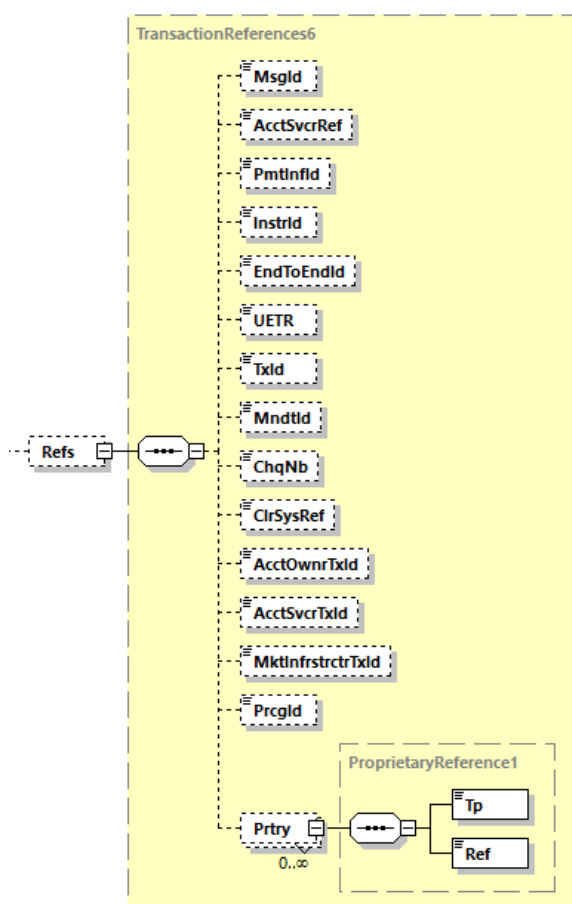 TransactionReferences6
MsgId
AcctSvcrRef
PmtInfId
InstrId
EndToEndId
UETR
TxId
MndtId
Refs
ChqNb
ClrSysRef
AcctOwnrTxId
AcctSvcrTxId
MktInfrstrctrTxId
PrcgId
ProprietaryReference1
Tp
Prtry
0..∞
Ref